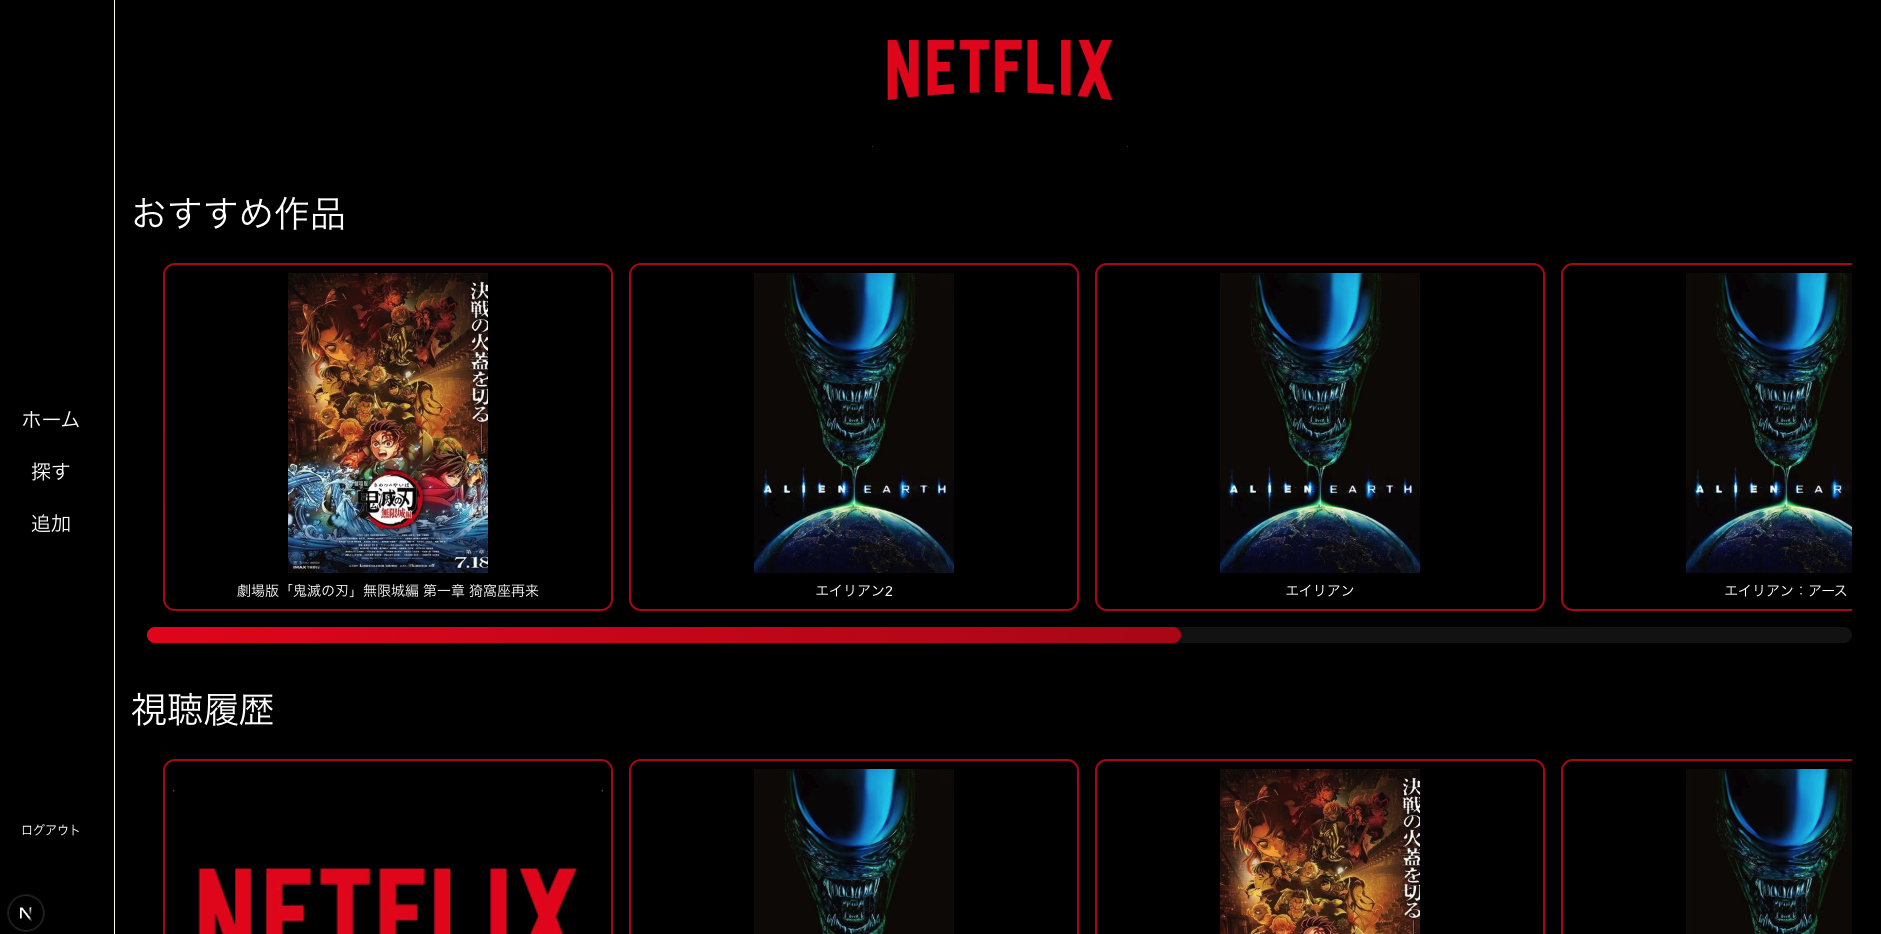 NETFLIX
おすすめ作品
決戦の火蓋を切る
鬼滅の刃
無限城編
第一章
7.18
劇場版「鬼滅の刃」無限城編 第一章 猗窩座再来
ALIEN EARTH
エイリアン2
ALIEN EARTH
エイリアン
ALIEN EAR
エイリアン：アース
ホーム
探す
追加
視聴履歴
NETFLIX
決戦の火蓋を切る
ログアウト
N